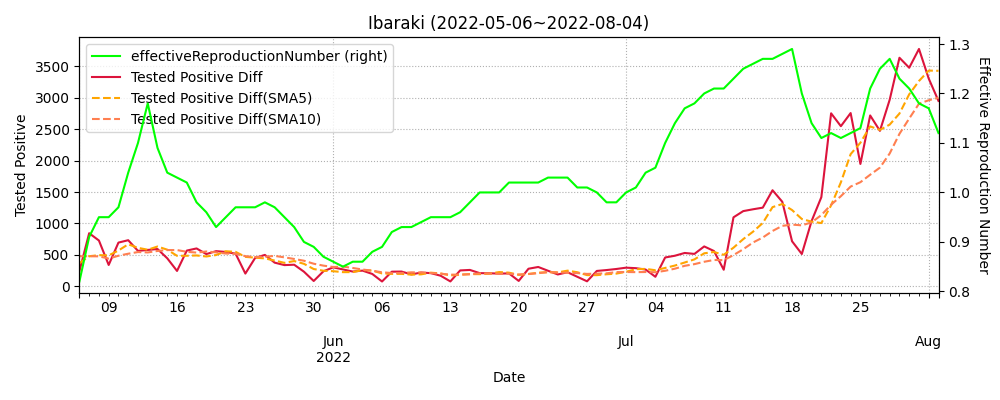 Ibaraki (2022-05-06~2022-08-04)
effectiveReproductionNumber (right)
Tested Positive Diff
Tested Positive Diff(SMA5)
Tested Positive Diff(SMA10)
Tested Positive
3500
3000
2500
2000
1500
1000
500
0
1.3
1.2
1.1
1.0
0.9
0.8
Effective Reproduction Number
09 16 23 30 06 13 20 27 04 11 18 25
Jun Jul Aug
2022
Date